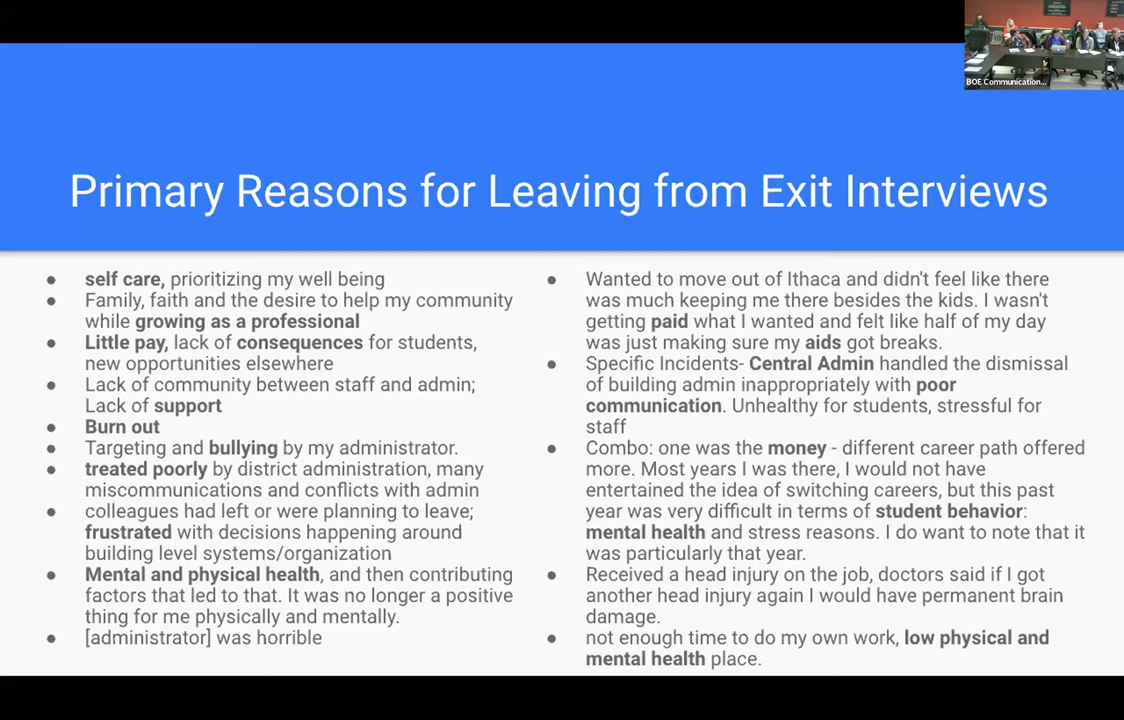 BOE Communication...
Primary Reasons for Leaving from Exit Interviews
● self care, prioritizing my well being
● Family, faith and the desire to help my community
while growing as a professional
● Little pay, lack of consequences for students,
new opportunities elsewhere
● Lack of community between staff and admin;
Lack of support
● Burn out
● Targeting and bullying by my administrator.
● treated poorly by district administration, many
miscommunications and conflicts with admin
● colleagues had left or were planning to leave;
frustrated with decisions happening around
building level systems/organization
● Mental and physical health, and then contributing
factors that led to that. It was no longer a positive
thing for me physically and mentally.
● [administrator] was horrible
● Wanted to move out of Ithaca and didn't feel like there
was much keeping me there besides the kids. I wasn't
getting paid what I wanted and felt like half of my day
was just making sure my aids got breaks.
● Specific Incidents- Central Admin handled the dismissal
of building admin inappropriately with poor
communication. Unhealthy for students, stressful for
staff
● Combo: one was the money - different career path offered
more. Most years I was there, I would not have
entertained the idea of switching careers, but this past
year was very difficult in terms of student behavior:
mental health and stress reasons. I do want to note that it
was particularly that year.
● Received a head injury on the job, doctors said if I got
another head injury again I would have permanent brain
damage.
● not enough time to do my own work, low physical and
mental health place.